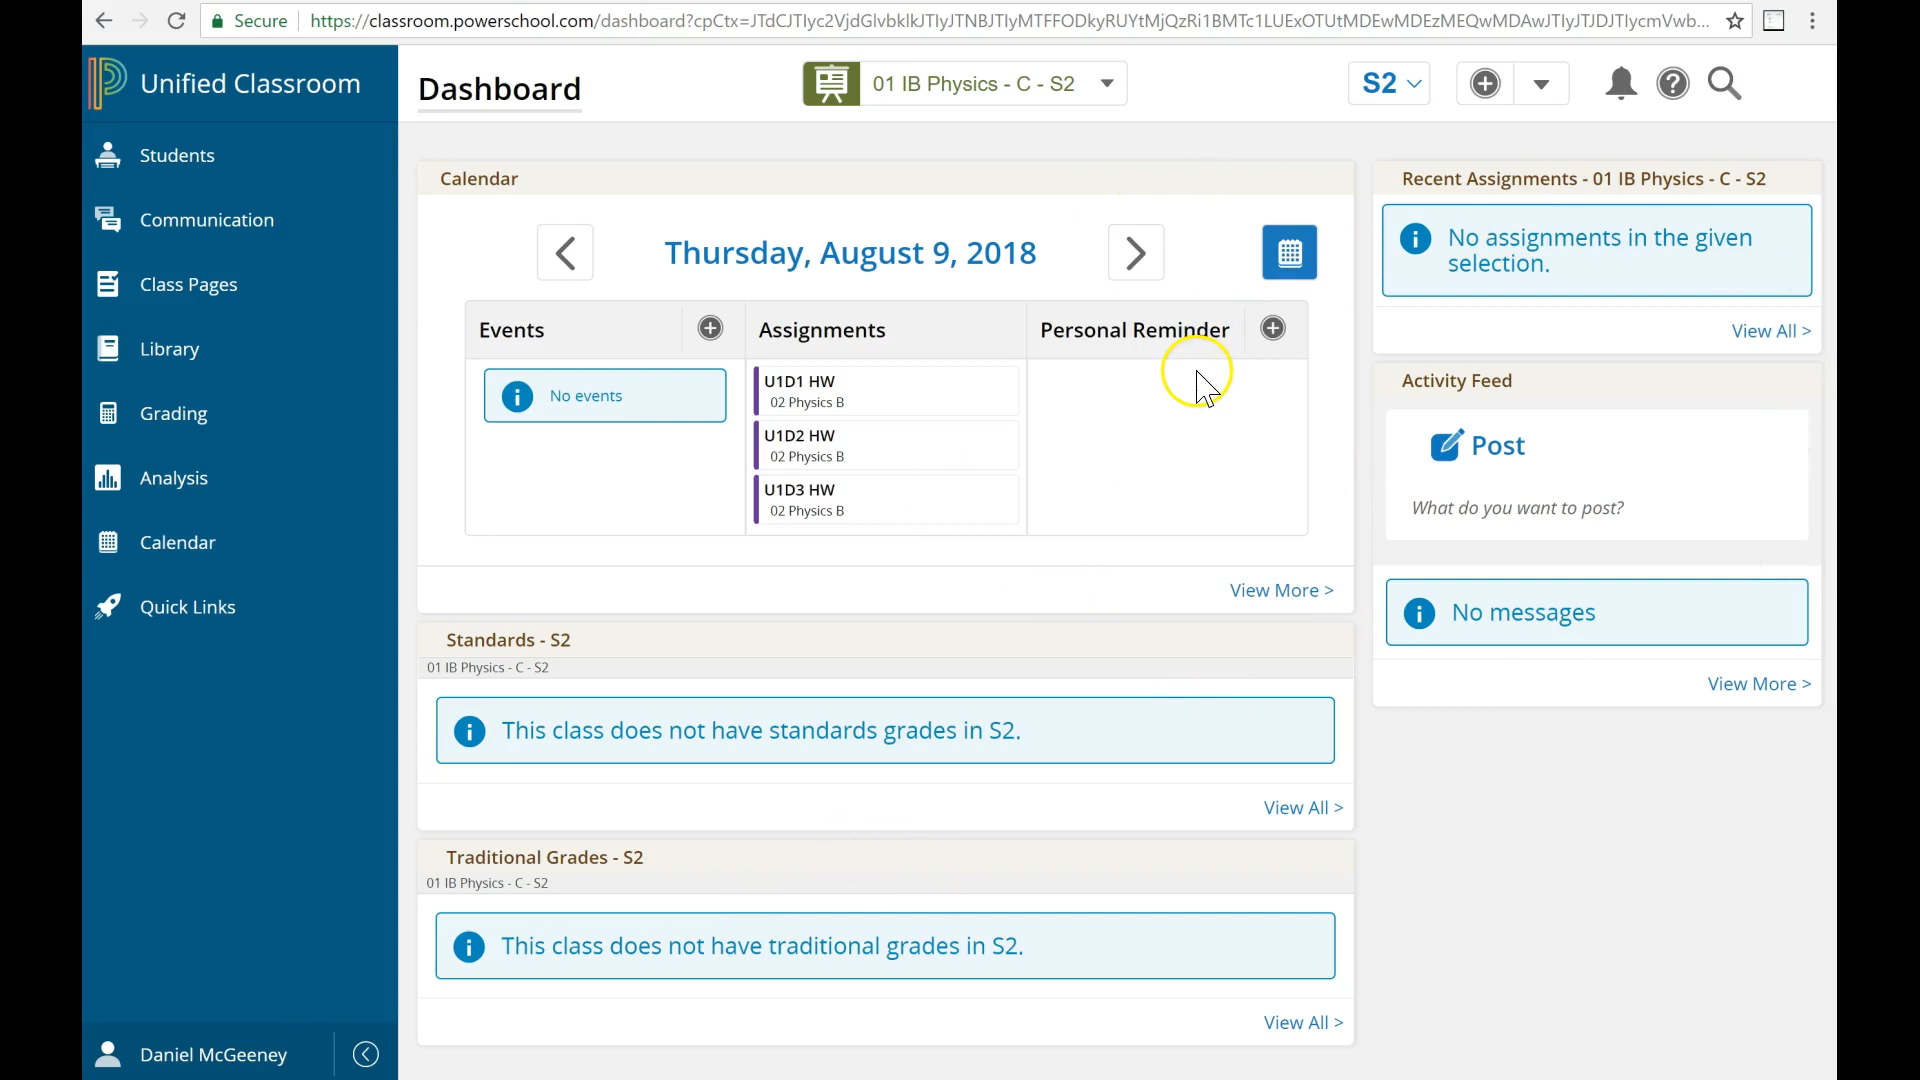 Secure
https://classroom.powerschool.com/dashboard?cpCtx=
Unified Classroom
Dashboard
01 IB Physics - C - S2
S2
Students
Communication
Class Pages
Library
Grading
Analysis
Calendar
Quick Links
Daniel McGeeney
Calendar
Thursday, August 9, 2018
Events
Assignments
Personal Reminder
No events
U1D1 HW
02 Physics B
U1D2 HW
02 Physics B
U1D3 HW
02 Physics B
View More >
Standards - S2
01 IB Physics - C - S2
This class does not have standards grades in S2.
View All >
Traditional Grades - S2
01 IB Physics - C - S2
This class does not have traditional grades in S2.
View All >
Recent Assignments - 01 IB Physics - C - S2
No assignments in the given
selection.
View All >
Activity Feed
Post
What do you want to post?
No messages
View More >